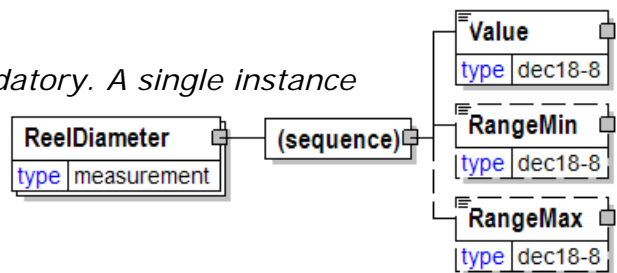 datory. A single instance
ReelDiameter
type measurement
(sequence)
Value
type dec18-8
RangeMin
type dec18-8
RangeMax
type dec18-8